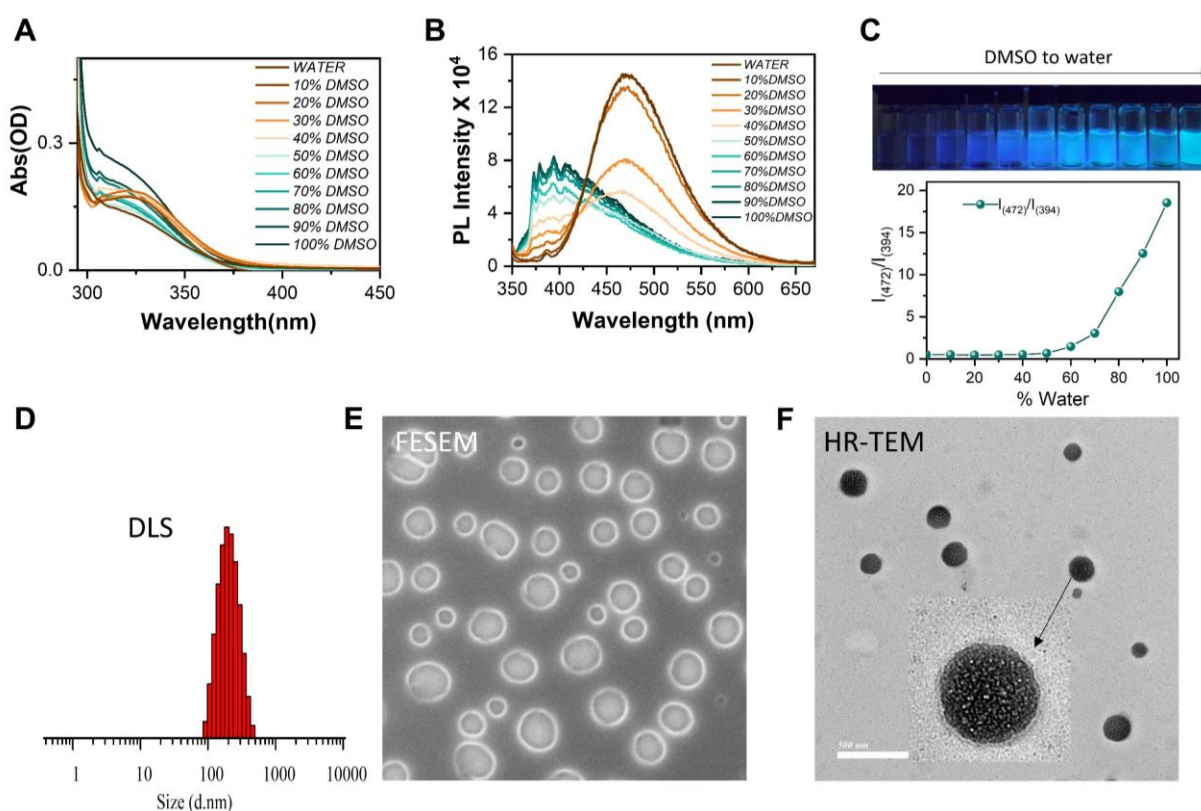 A
Abs(OD)
0.3
0.0
300
350
400
450
Wavelength(nm)
WATER
10% DMSO
20% DMSO
30% DMSO
40% DMSO
50% DMSO
60% DMSO
70% DMSO
80% DMSO
90% DMSO
100% DMSO
B
PL Intensity X 10⁴
16
12
8
4
0
350
400
450
500
550
600
650
Wavelength (nm)
WATER
10%DMSO
20%DMSO
30%DMSO
40%DMSO
50%DMSO
60%DMSO
70%DMSO
80%DMSO
90%DMSO
100%DMSO
C
DMSO to water
I(472)/I(394)
20
15
10
5
0
I(472)/I(394)
0
20
40
60
80
100
% Water
D
DLS
1
10
100
1000
10000
Size (d.nm)
E
FESEM
F
HR-TEM
500 nm